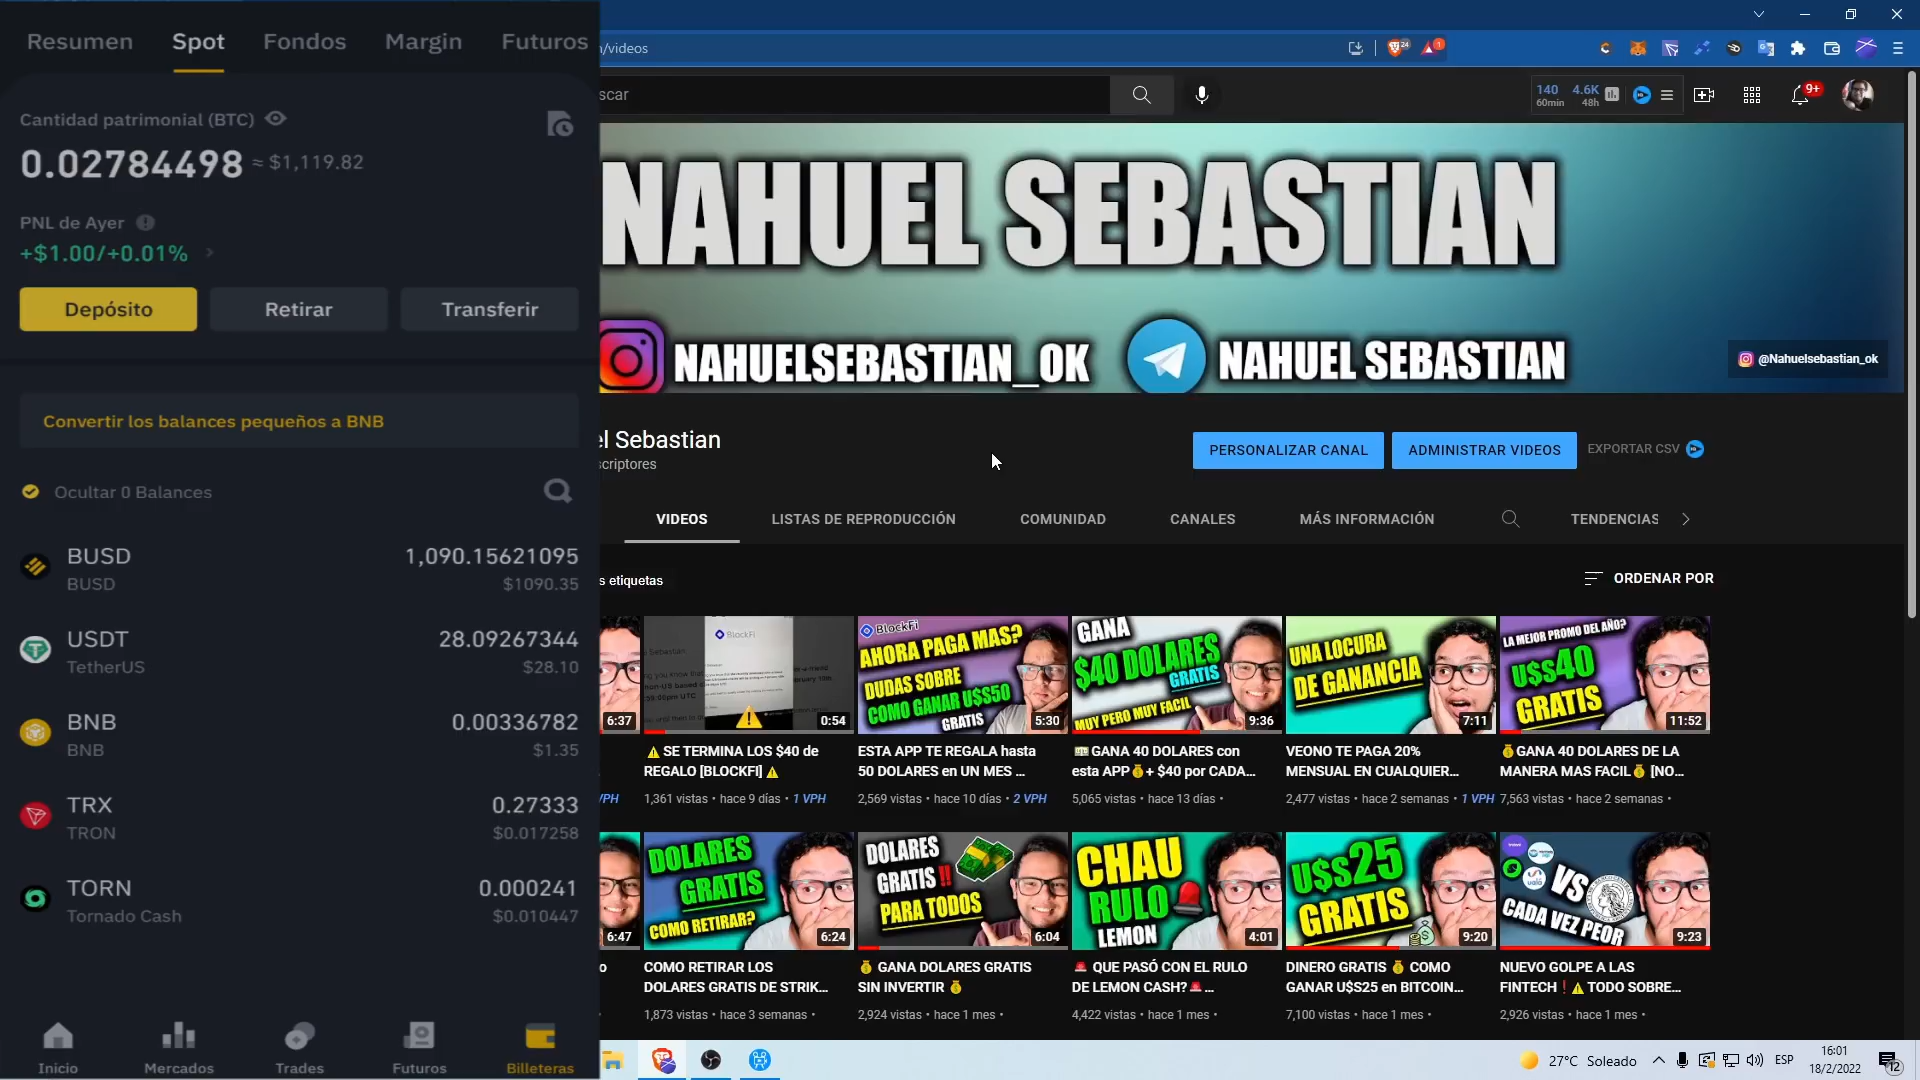 Resumen Spot Fondos Margin Futuros
Cantidad patrimonial (BTC)
0.02784498 ≈ $1,119.82
PNL de Ayer
+$1.00/+0.01%
Depósito Retirar Transferir
Convertir los balances pequeños a BNB
Ocultar 0 Balances
BUSD 1,090.15621095
BUSD $1090.35
USDT 28.09267344
TetherUS $28.10
BNB 0.00336782
BNB $1.35
TRX 0.27333
TRON $0.017258
TORN 0.000241
Tornado Cash $0.010447
Inicio Mercados Trades Futuros Billeteras
/videos
24
1
scar
140 4.6K
60min 48h
9+
NAHUEL SEBASTIAN
NAHUELSEBASTIAN_OK NAHUEL SEBASTIAN
@Nahuelsebastian_ok
el Sebastian
scriptores
PERSONALIZAR CANAL ADMINISTRAR VIDEOS EXPORTAR CSV
VIDEOS LISTAS DE REPRODUCCIÓN COMUNIDAD CANALES MÁS INFORMACIÓN TENDENCIAS
s etiquetas
ORDENAR POR
6:37
BlockFi
0:54
BlockFi
AHORA PAGA MAS?
DUDAS SOBRE
COMO GANAR U$S50
GRATIS
5:30
GANA
$40 DOLARES
GRATIS
MUY PERO MUY FACIL
9:36
UNA LOCURA
DE GANANCIA
7:11
LA MEJOR PROMO DEL AÑO?
U$S40
GRATIS
11:52
⚠️ SE TERMINA LOS $40 de
REGALO [BLOCKFI] ⚠️
1,361 vistas • hace 9 días • 1 VPH
ESTA APP TE REGALA hasta
50 DOLARES en UN MES ...
2,569 vistas • hace 10 días • 2 VPH
💵 GANA 40 DOLARES con
esta APP💰+ $40 por CADA...
5,065 vistas • hace 13 días •
VEONO TE PAGA 20%
MENSUAL EN CUALQUIER...
2,477 vistas • hace 2 semanas • 1 VPH
💰GANA 40 DOLARES DE LA
MANERA MAS FACIL💰 [NO...
7,563 vistas • hace 2 semanas •
VPH
6:47
DOLARES
GRATIS
COMO RETIRAR?
6:24
DOLARES
GRATIS‼️
PARA TODOS
6:04
CHAU
RULO🚨
LEMON
4:01
U$S25
GRATIS
9:20
VS
CADA VEZ PEOR
9:23
o
COMO RETIRAR LOS
DOLARES GRATIS DE STRIK...
1,873 vistas • hace 3 semanas •
💰 GANA DOLARES GRATIS
SIN INVERTIR 💰
2,924 vistas • hace 1 mes •
🚨 QUE PASÓ CON EL RULO
DE LEMON CASH?🚨...
4,422 vistas • hace 1 mes •
DINERO GRATIS 💰 COMO
GANAR U$S25 en BITCOIN...
7,100 vistas • hace 1 mes •
NUEVO GOLPE A LAS
FINTECH❗⚠️ TODO SOBRE...
2,926 vistas • hace 1 mes •
27°C Soleado
ESP
16:01
18/2/2022
12